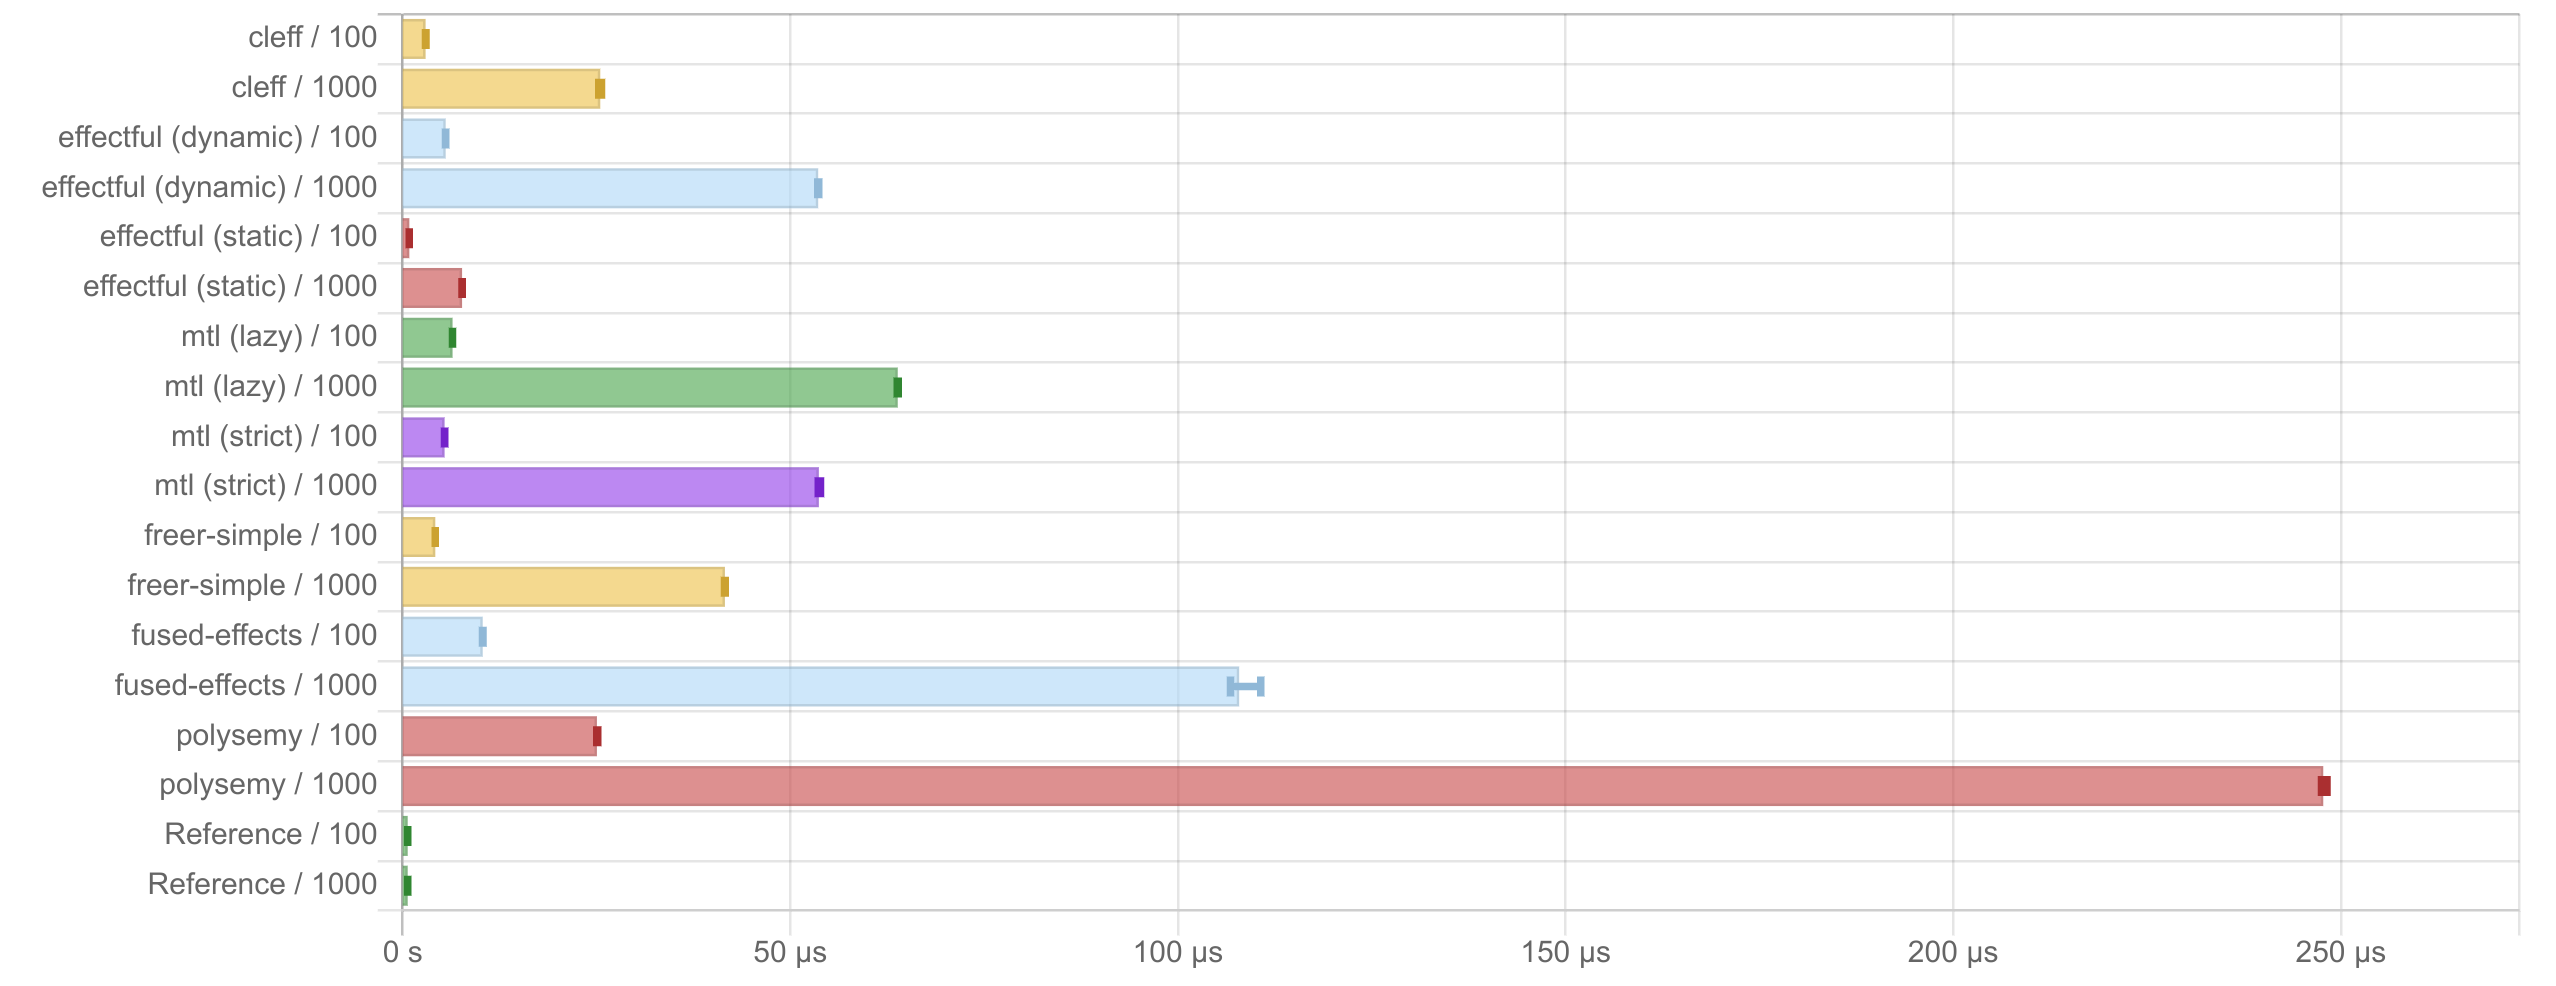 cleff / 100
cleff / 1000
effectful (dynamic) / 100
effectful (dynamic) / 1000
effectful (static) / 100
effectful (static) / 1000
mtl (lazy) / 100
mtl (lazy) / 1000
mtl (strict) / 100
mtl (strict) / 1000
freer-simple / 100
freer-simple / 1000
fused-effects / 100
fused-effects / 1000
polysemy / 100
polysemy / 1000
Reference / 100
Reference / 1000
0 s 50 μs 100 μs 150 μs 200 μs 250 μs